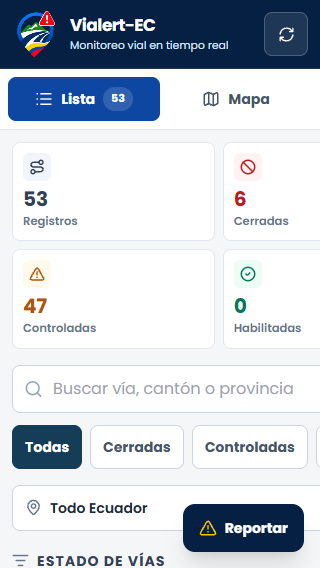 Vialert-EC
Monitoreo vial en tiempo real
Lista 53
Mapa
53
Registros
6
Cerradas
47
Controladas
0
Habilitadas
Buscar vía, cantón o provincia
Todas
Cerradas
Controladas
Todo Ecuador
Reportar
ESTADO DE VÍAS